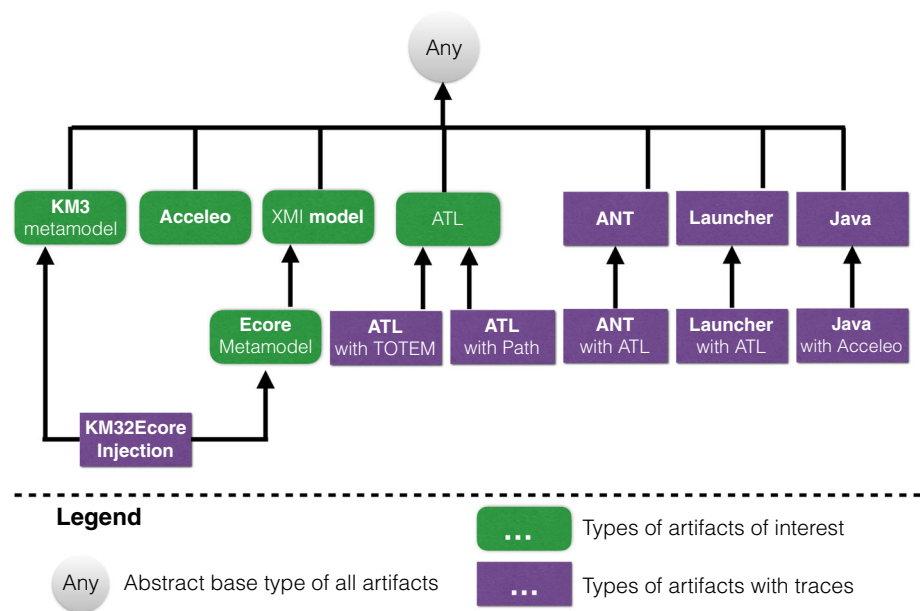 Any
KM3
metamodel
Acceleo
XMI model
ATL
ANT
Launcher
Java
Ecore
Metamodel
ATL
with TOTEM
ATL
with Path
ANT
with ATL
Launcher
with ATL
Java
with Acceleo
KM32Ecore
Injection
Legend
... Types of artifacts of interest
Any Abstract base type of all artifacts
... Types of artifacts with traces